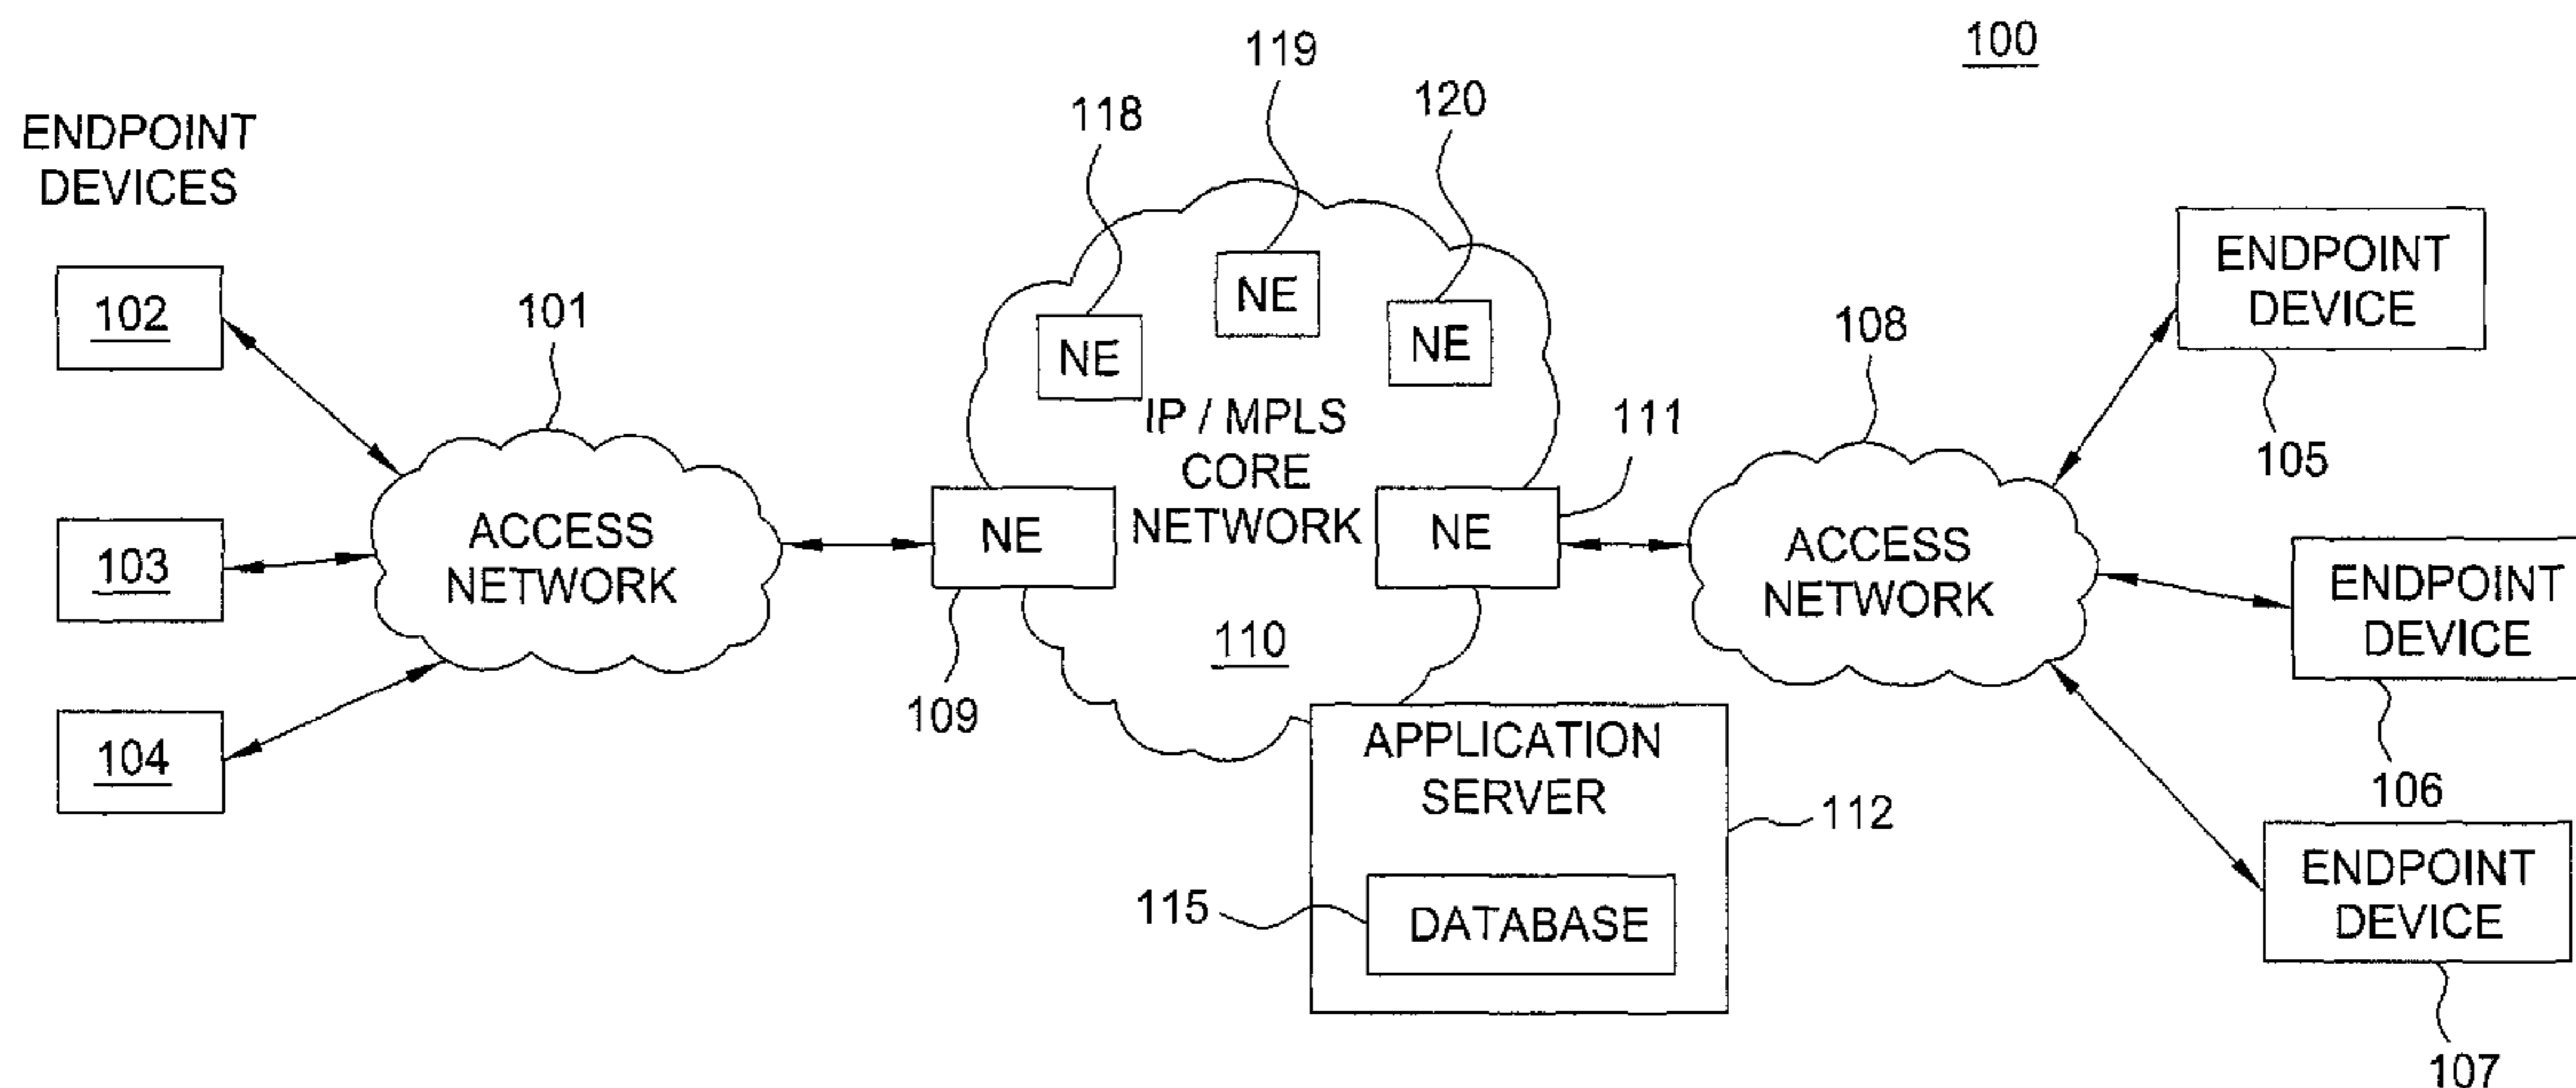 100
119
118
120
ENDPOINT
DEVICES
102
103
104
101
ACCESS
NETWORK
NE
NE
NE
IP / MPLS
CORE
NETWORK
NE
NE
109
110
111
APPLICATION
SERVER
112
115
DATABASE
108
ACCESS
NETWORK
ENDPOINT
DEVICE
105
ENDPOINT
DEVICE
106
ENDPOINT
DEVICE
107